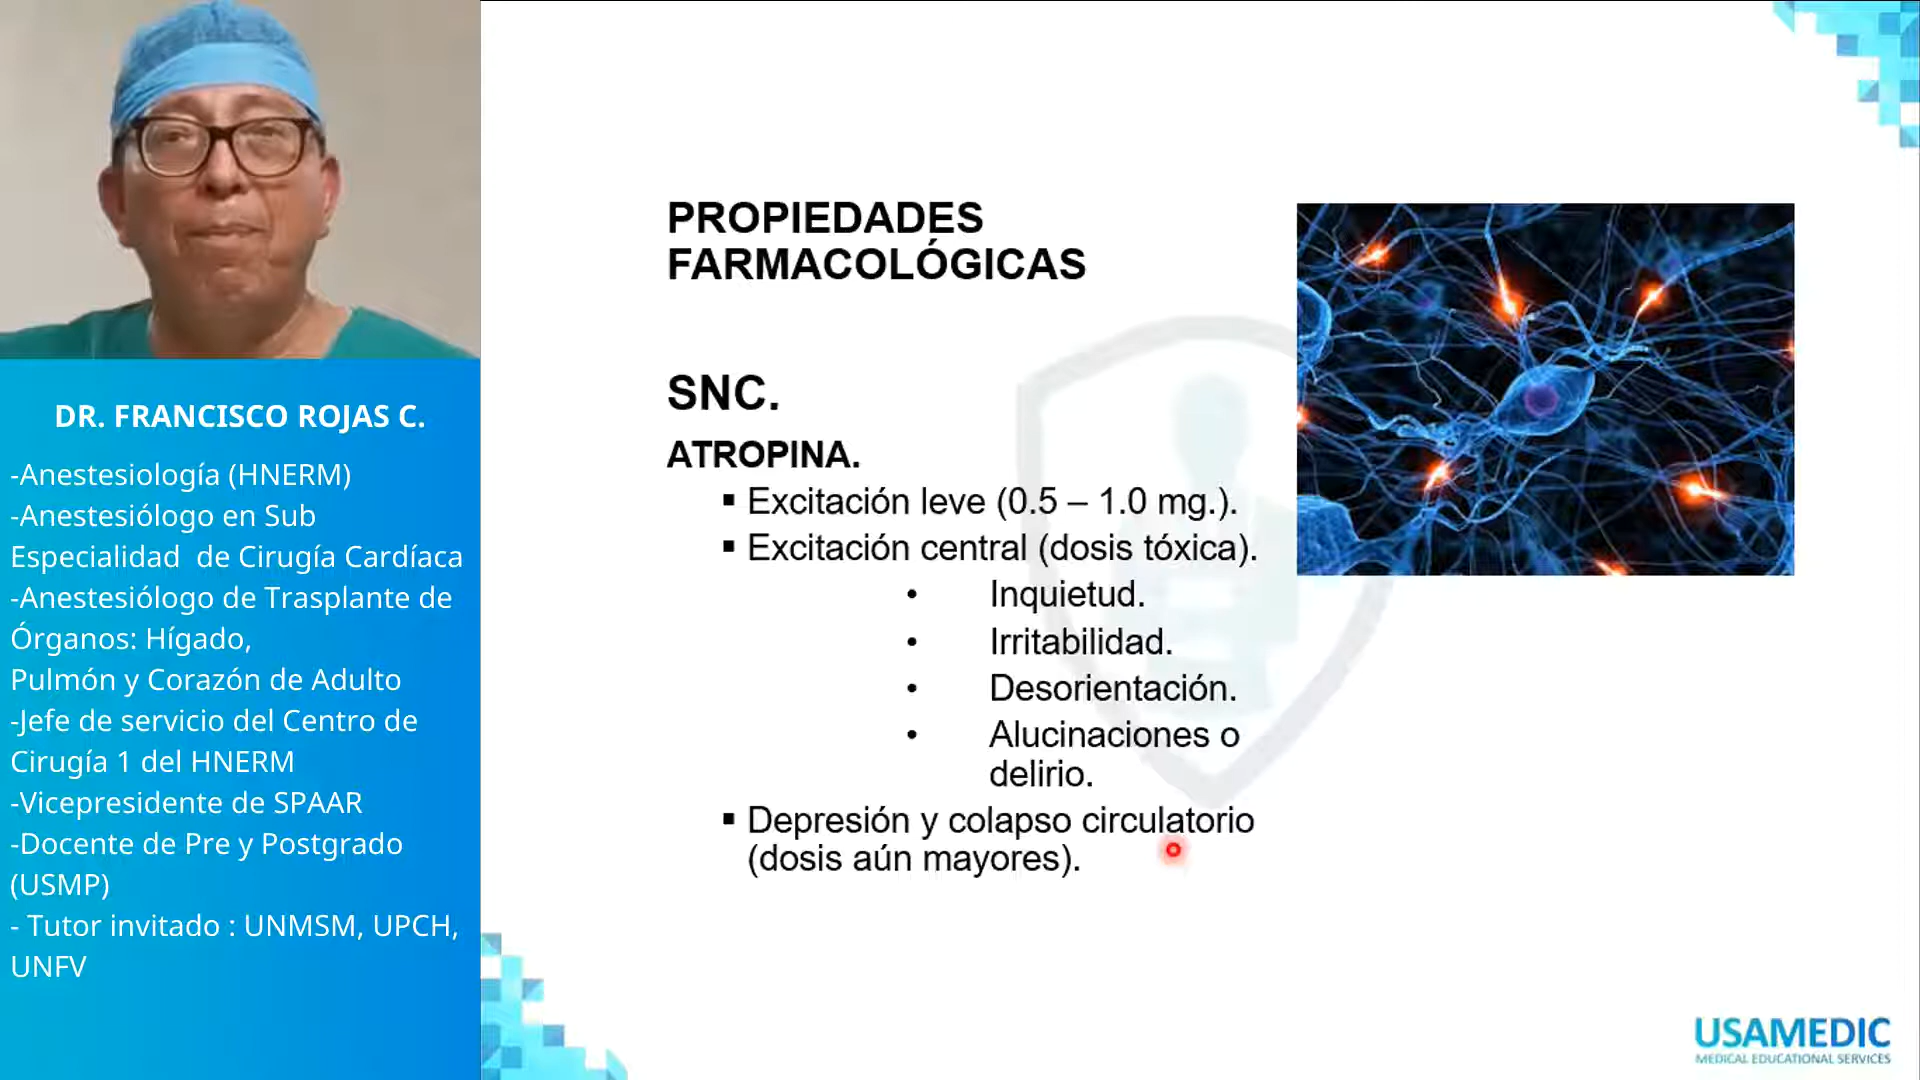 DR. FRANCISCO ROJAS C.
-Anestesiología (HNERM)
-Anestesiólogo en Sub
Especialidad  de Cirugía Cardíaca
-Anestesiólogo de Trasplante de
Órganos: Hígado,
Pulmón y Corazón de Adulto
-Jefe de servicio del Centro de
Cirugía 1 del HNERM
-Vicepresidente de SPAAR
-Docente de Pre y Postgrado
(USMP)
- Tutor invitado : UNMSM, UPCH,
UNFV
PROPIEDADES
FARMACOLÓGICAS
SNC.
ATROPINA.
▪ Excitación leve (0.5 – 1.0 mg.).
▪ Excitación central (dosis tóxica).
• Inquietud.
• Irritabilidad.
• Desorientación.
• Alucinaciones o
delirio.
▪ Depresión y colapso circulatorio
(dosis aún mayores).
USAMEDIC
MEDICAL EDUCATIONAL SERVICES